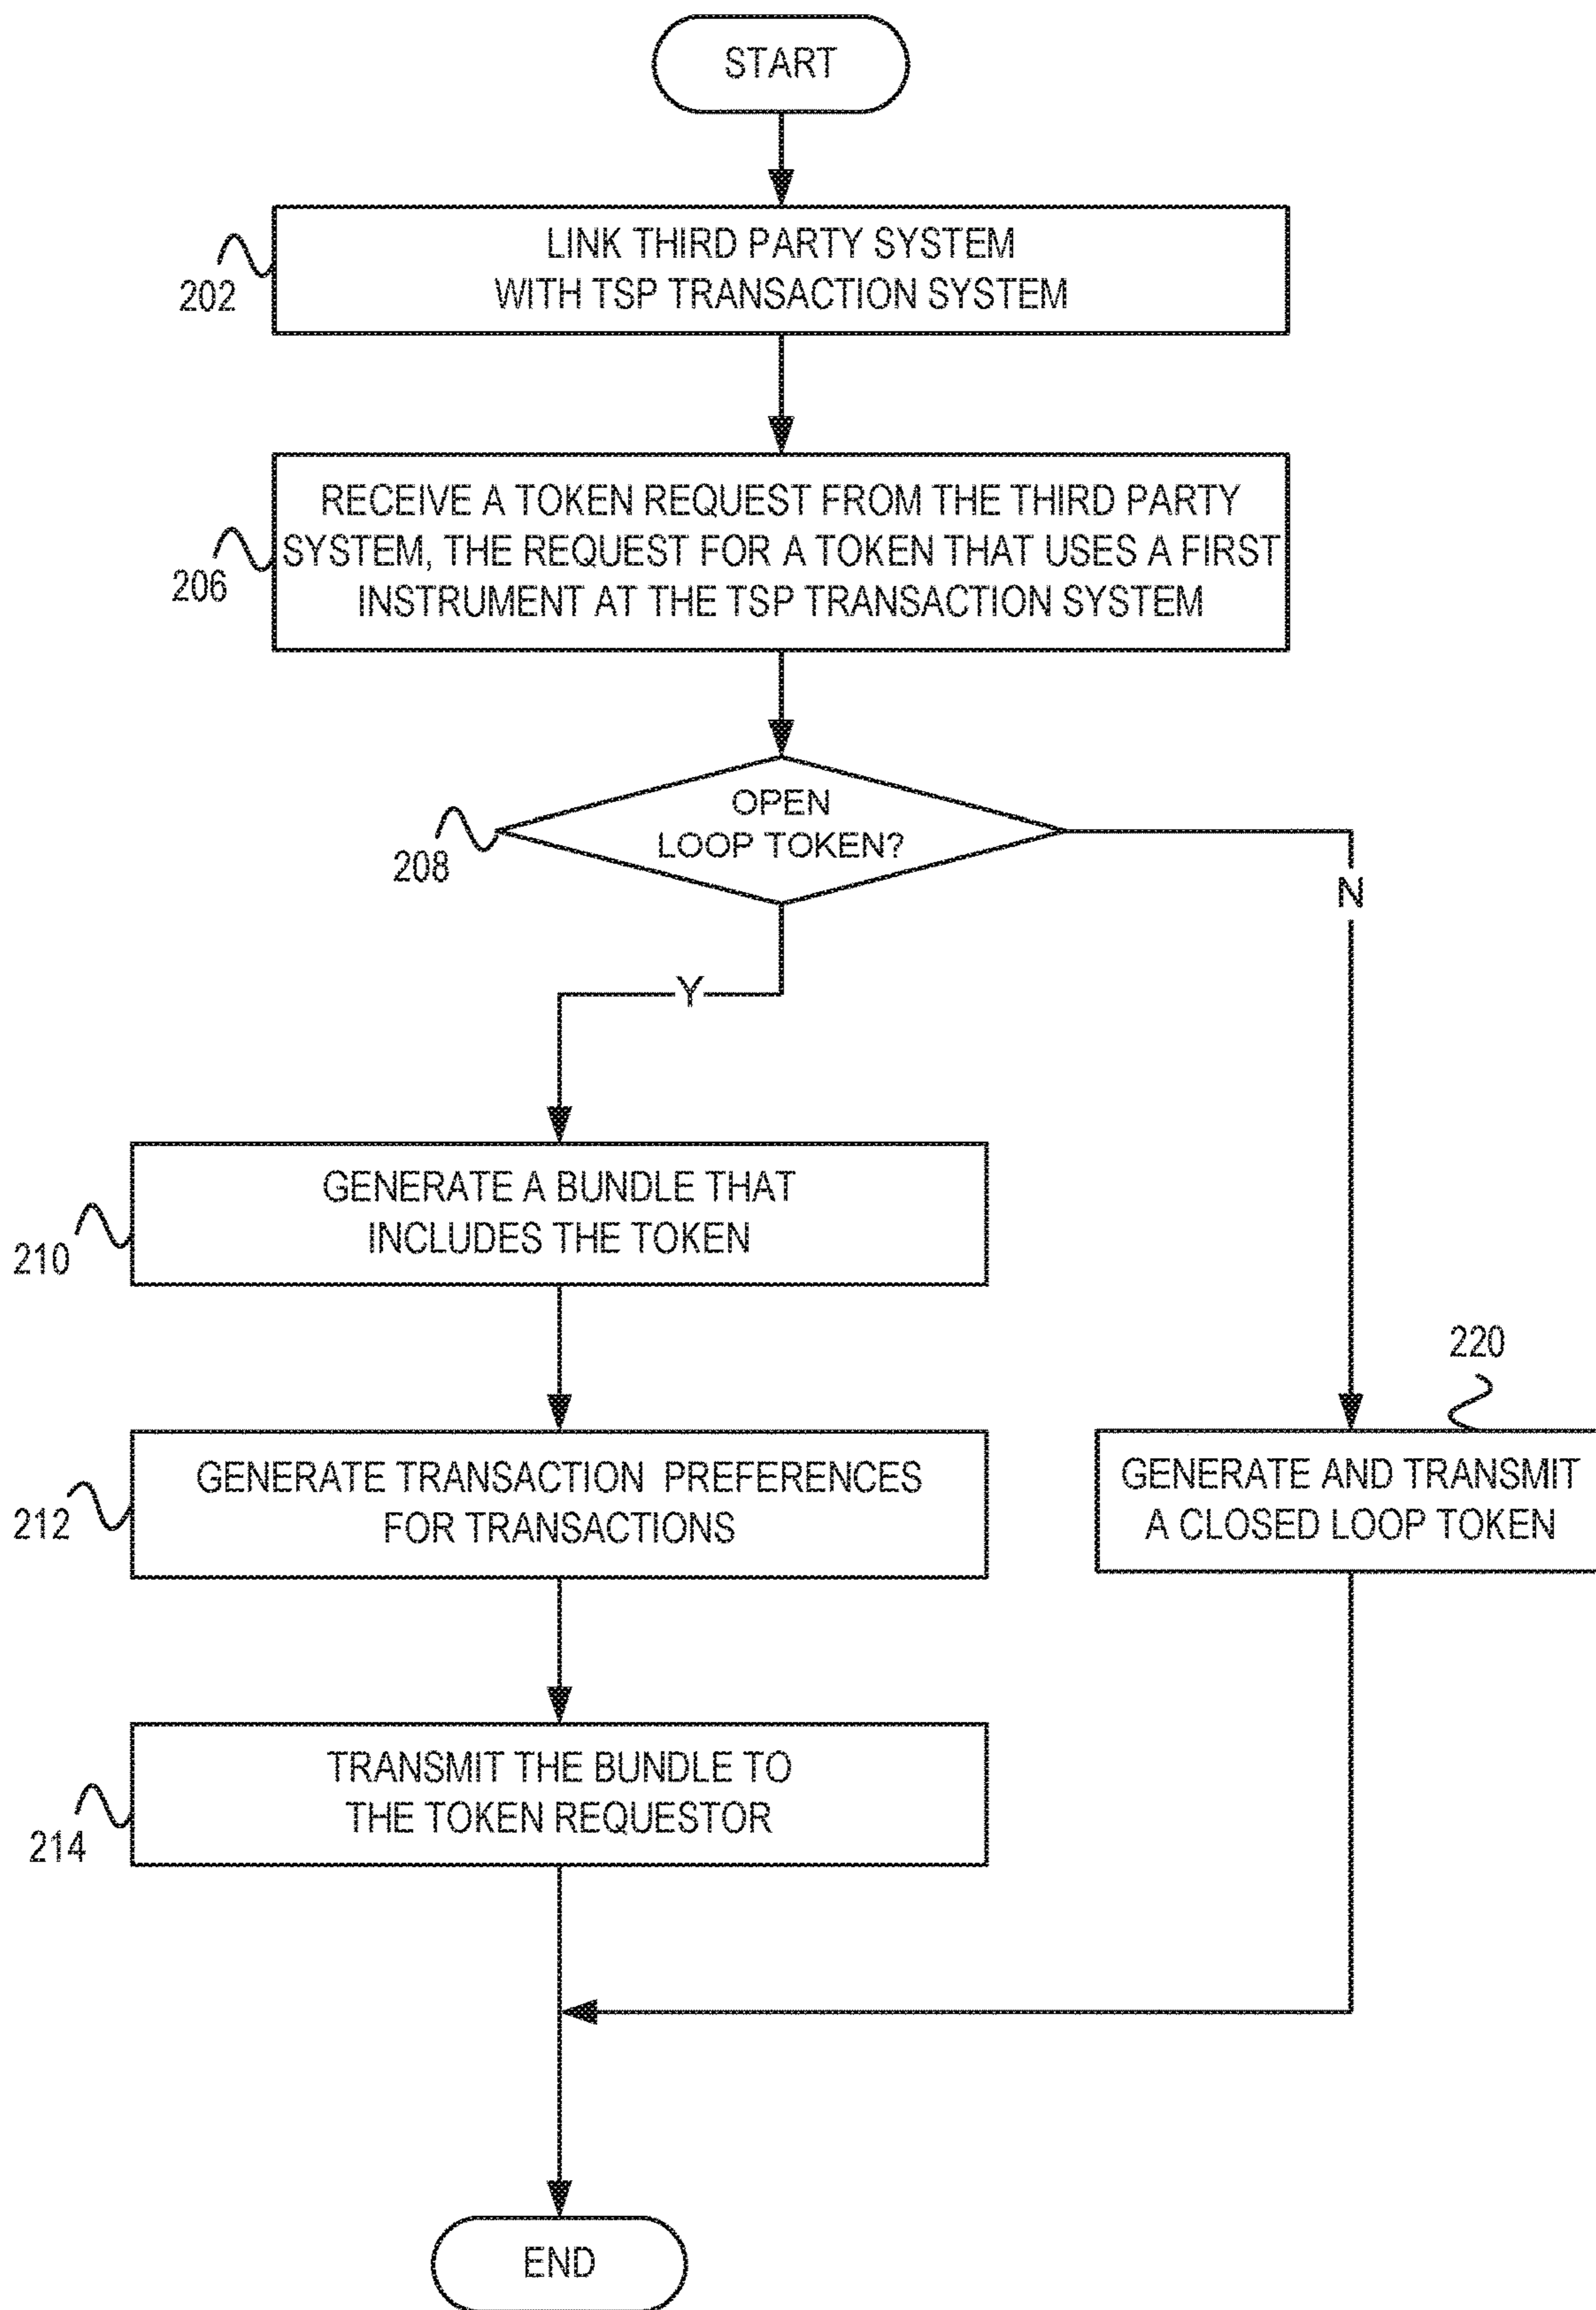 START
LINK THIRD PARTY SYSTEM
WITH TSP TRANSACTION SYSTEM
202
RECEIVE A TOKEN REQUEST FROM THE THIRD PARTY
SYSTEM, THE REQUEST FOR A TOKEN THAT USES A FIRST
INSTRUMENT AT THE TSP TRANSACTION SYSTEM
206
OPEN
LOOP TOKEN?
208
N
Y
GENERATE A BUNDLE THAT
INCLUDES THE TOKEN
210
220
GENERATE TRANSACTION PREFERENCES
FOR TRANSACTIONS
212
GENERATE AND TRANSMIT
A CLOSED LOOP TOKEN
TRANSMIT THE BUNDLE TO
THE TOKEN REQUESTOR
214
END